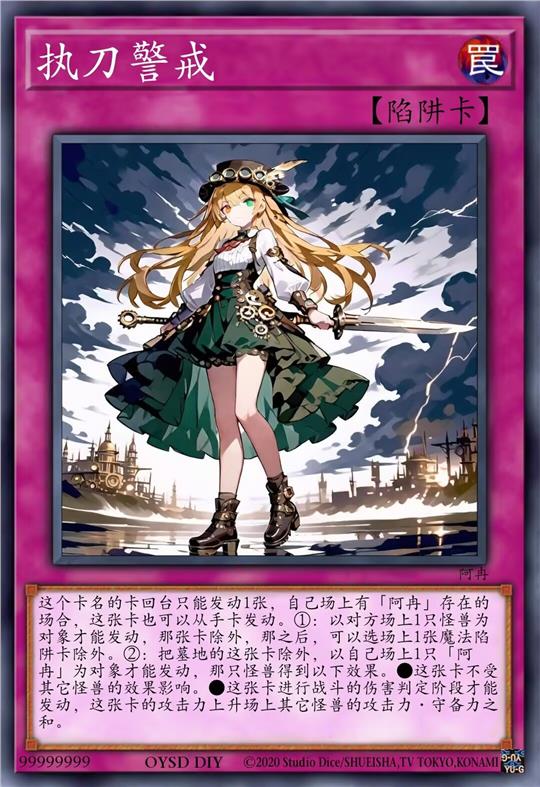 执刀警戒
罠
【陷阱卡】
阿冉
这个卡名的卡回合只能发动1张，自己场上有「阿冉」存在的
场合，这张卡也可以从手卡发动。①：以对方场上1只怪兽为
对象才能发动，那张卡除外，那之后，可以选场上1张魔法陷
阱卡除外。②：把墓地的这张卡除外，以自己场上1只「阿
冉」为对象才能发动，那只怪兽得到以下效果。●这张卡不受
其它怪兽的效果影响。●这张卡进行战斗的伤害判定阶段才能
发动，这张卡的攻击力上升场上其它怪兽的攻击力·守备力之
和。
99999999 OYSD DIY ©2020 Studio Dice/SHUEISHA,TV TOKYO,KONAMI
YU-G